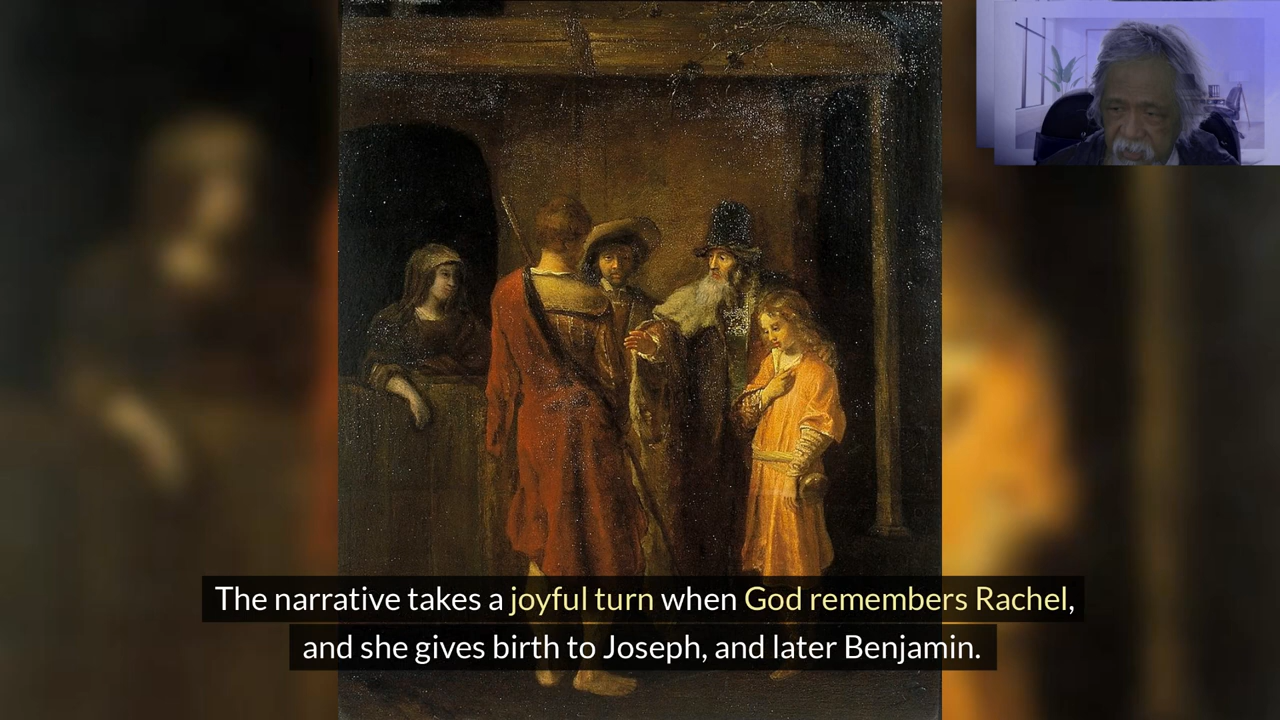 The narrative takes a joyful turn when God remembers Rachel,
and she gives birth to Joseph, and later Benjamin.